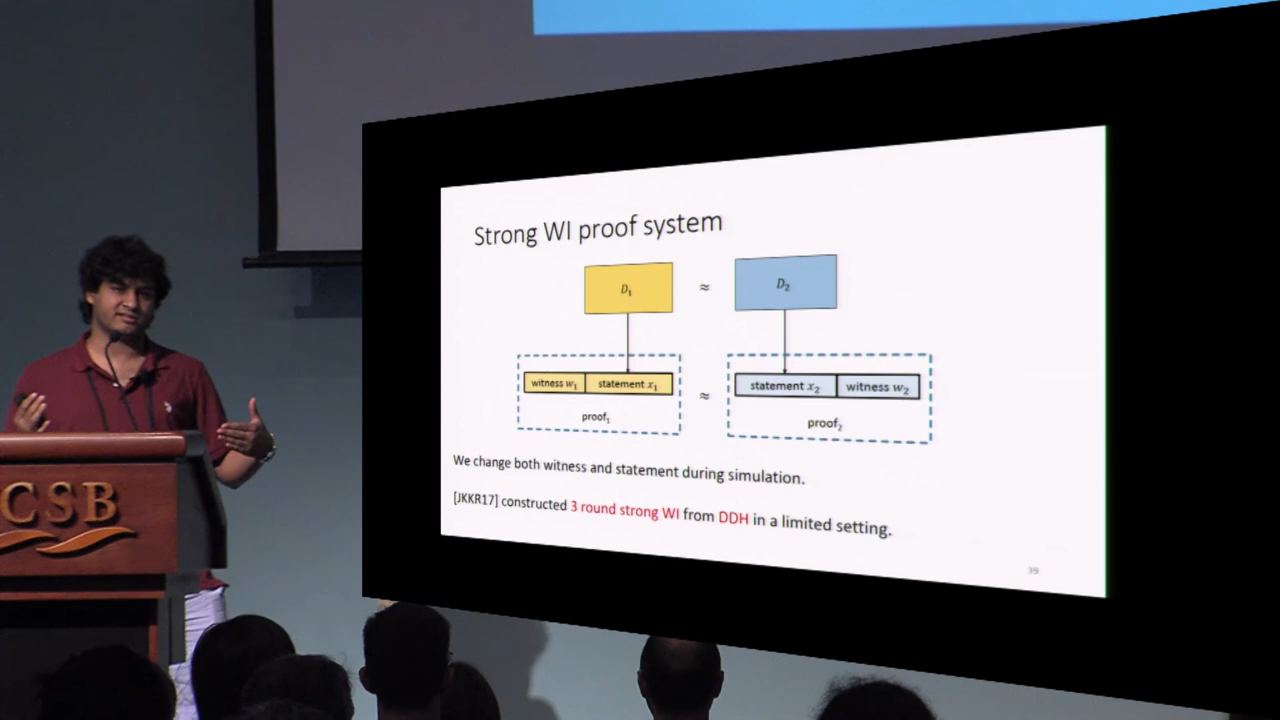 Strong WI proof system
D₁ ≈ D₂
witness w₁ statement x₁ ≈ statement x₂ witness w₂
proof₁ proof₂
We change both witness and statement during simulation.
[JKKR17] constructed 3 round strong WI from DDH in a limited setting.
39
CSB